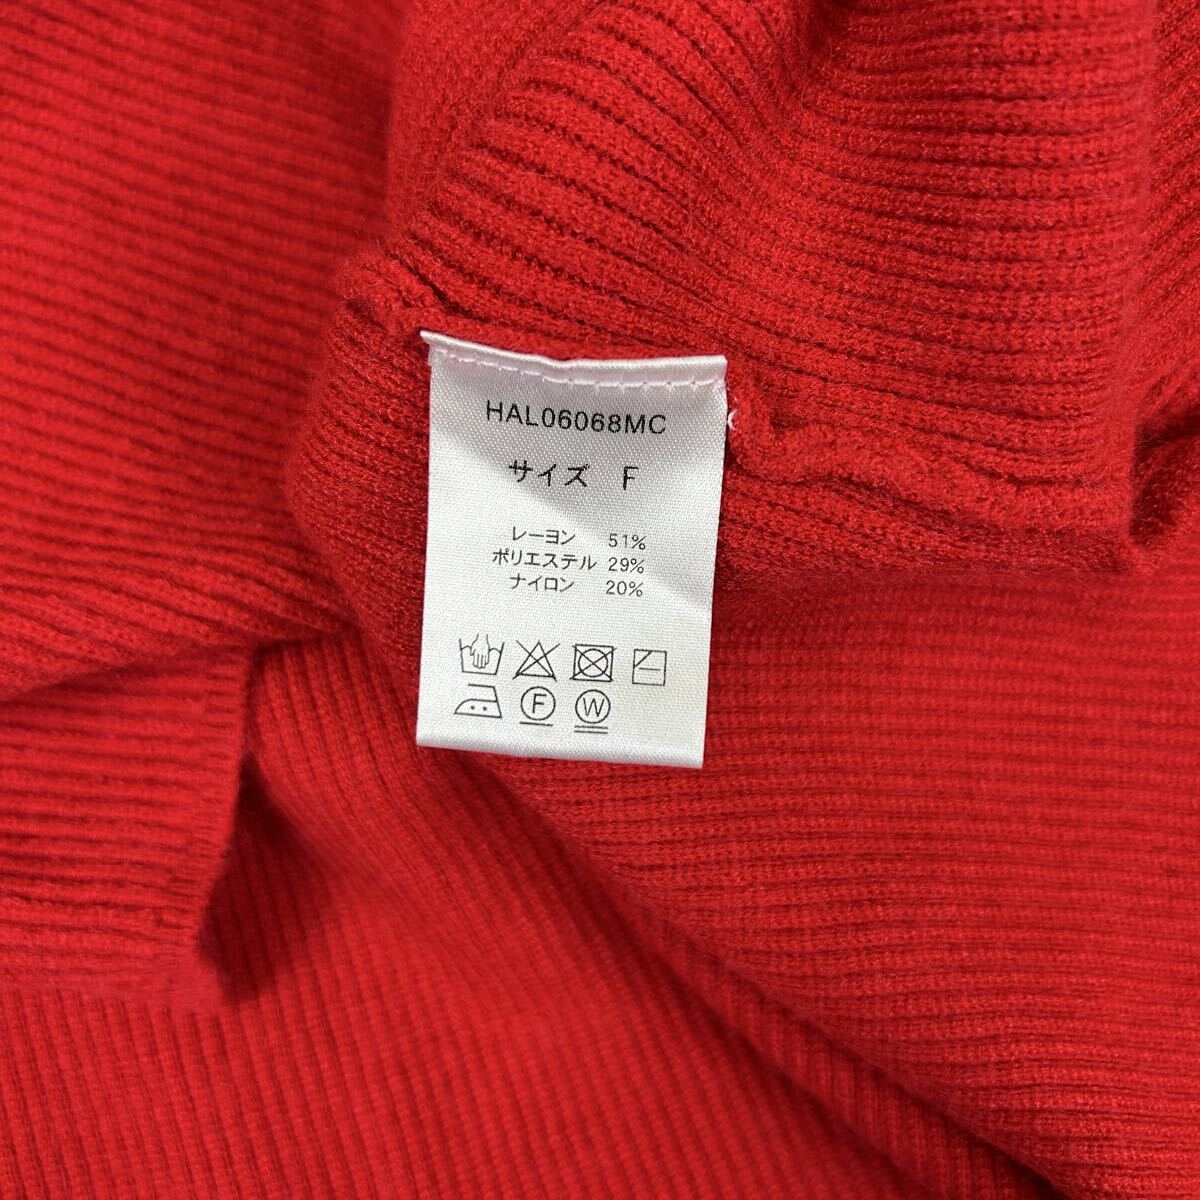 HAL06068MC
サイズ F
レーヨン 51%
ポリエステル 29%
ナイロン 20%
F W